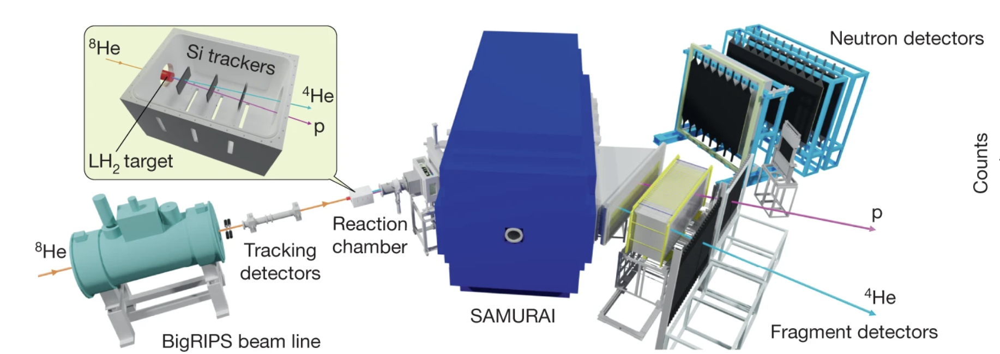 ⁸He
Si trackers
⁴He
p
LH₂ target
Neutron detectors
Counts
⁸He
Tracking
detectors
Reaction
chamber
p
⁴He
SAMURAI
Fragment detectors
BigRIPS beam line